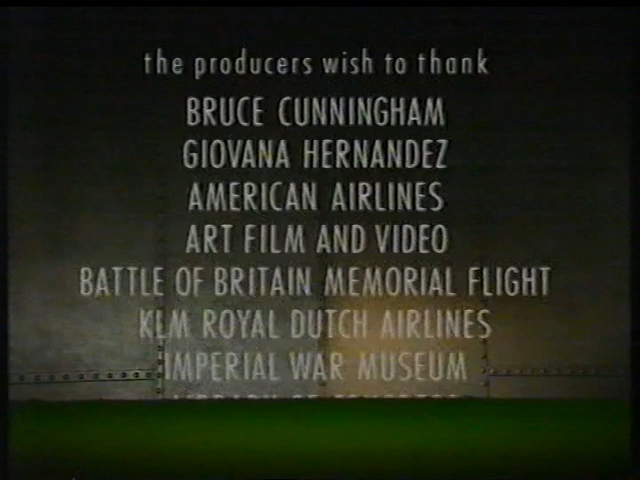 the producers wish to thank
BRUCE CUNNINGHAM
GIOVANA HERNANDEZ
AMERICAN AIRLINES
ART FILM AND VIDEO
BATTLE OF BRITAIN MEMORIAL FLIGHT
KLM ROYAL DUTCH AIRLINES
IMPERIAL WAR MUSEUM